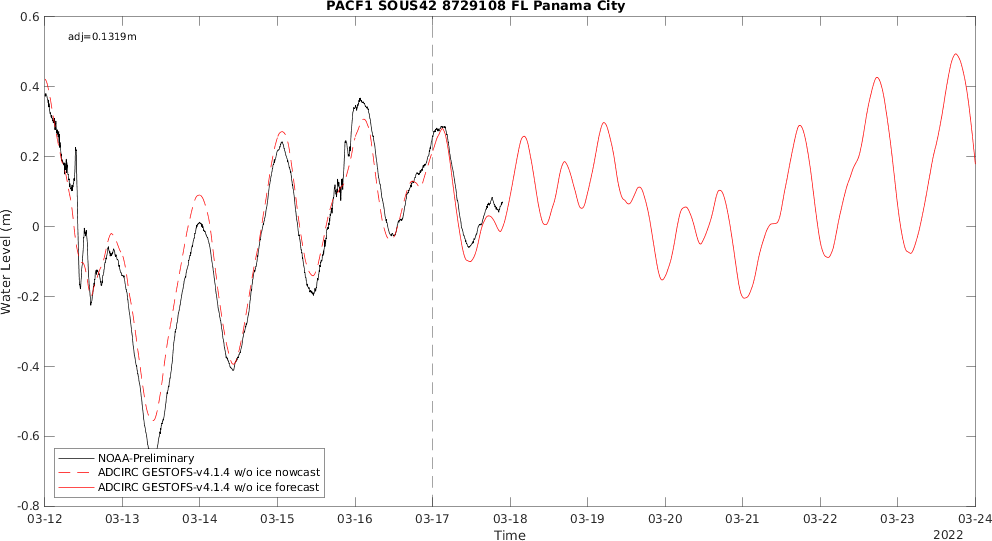 PACF1 SOUS42 8729108 FL Panama City
adj=0.1319m
0.6
0.4
0.2
0
-0.2
-0.4
-0.6
-0.8
Water Level (m)
NOAA-Preliminary
ADCIRC GESTOFS-v4.1.4 w/o ice nowcast
ADCIRC GESTOFS-v4.1.4 w/o ice forecast
03-12 03-13 03-14 03-15 03-16 03-17 03-18 03-19 03-20 03-21 03-22 03-23 03-24
Time
2022